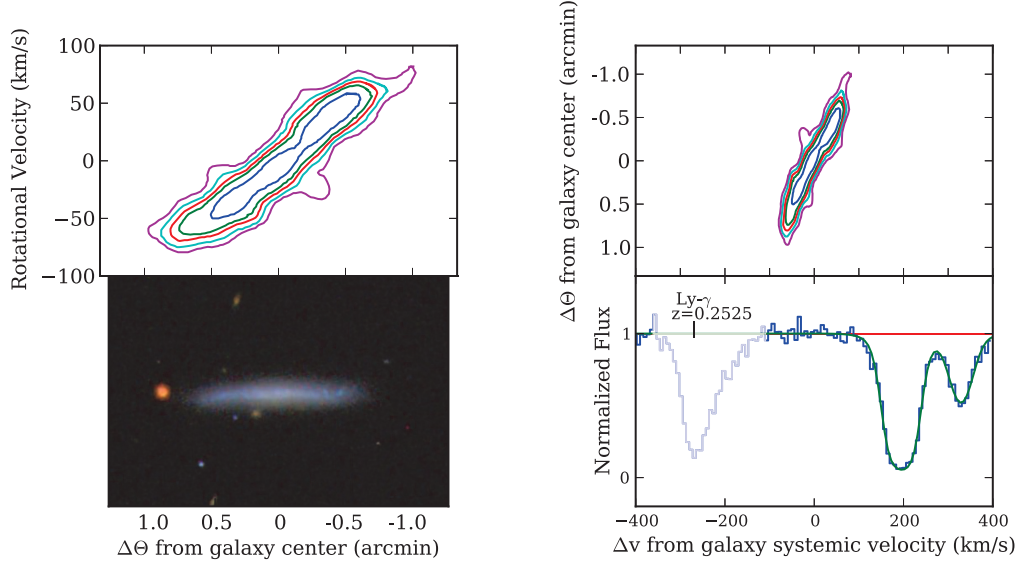 Rotational Velocity (km/s)
100
50
0
−50
−100
1.0 0.5 0 -0.5 -1.0
ΔΘ from galaxy center (arcmin)
ΔΘ from galaxy center (arcmin)
-1.0
-0.5
0
0.5
1.0
Normalized Flux
1
0
Ly-γ
z=0.2525
−400 −200 0 200 400
Δv from galaxy systemic velocity (km/s)